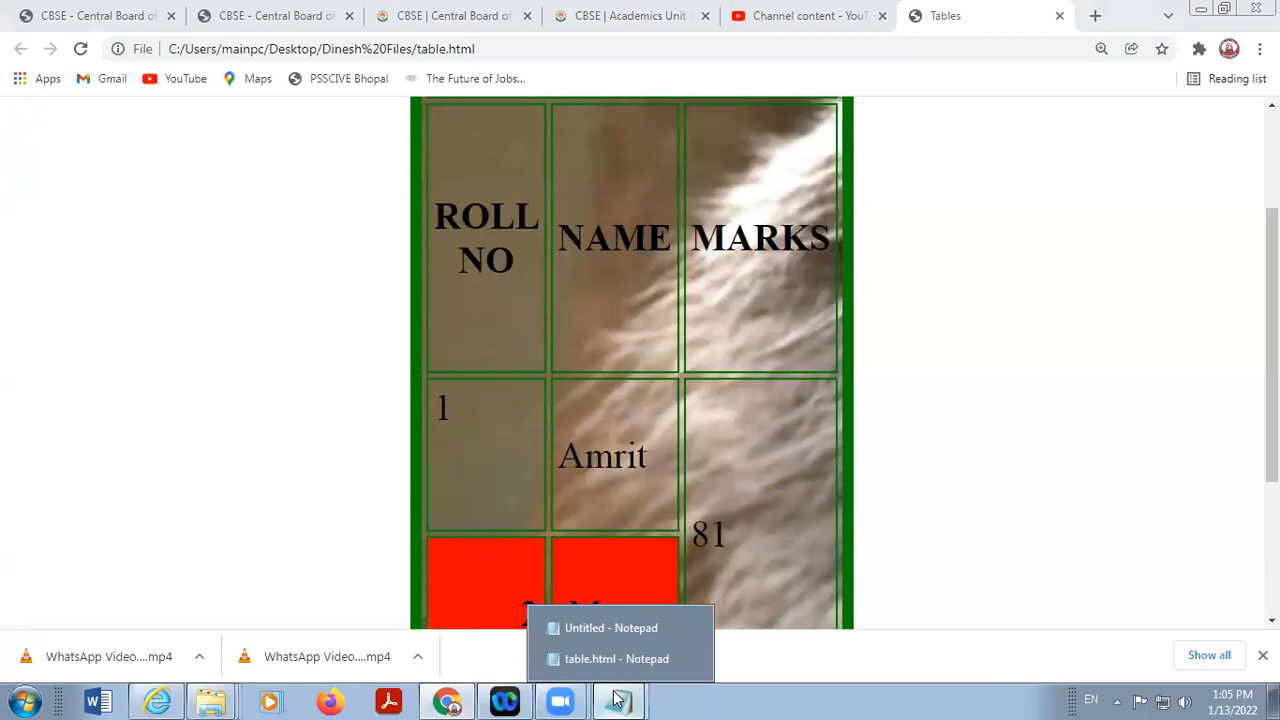 CBSE - Central Board of
CBSE - Central Board of
CBSE | Central Board of
CBSE | Academics Unit
Channel content - YouT
Tables
File
C:/Users/mainpc/Desktop/Dinesh%20Files/table.html
Apps
Gmail
YouTube
Maps
PSSCIVE Bhopal
The Future of Jobs...
Reading list
ROLL NO
NAME
MARKS
1
Amrit
81
Untitled - Notepad
table.html - Notepad
WhatsApp Video....mp4
WhatsApp Video....mp4
Show all
EN
1:05 PM
1/13/2022